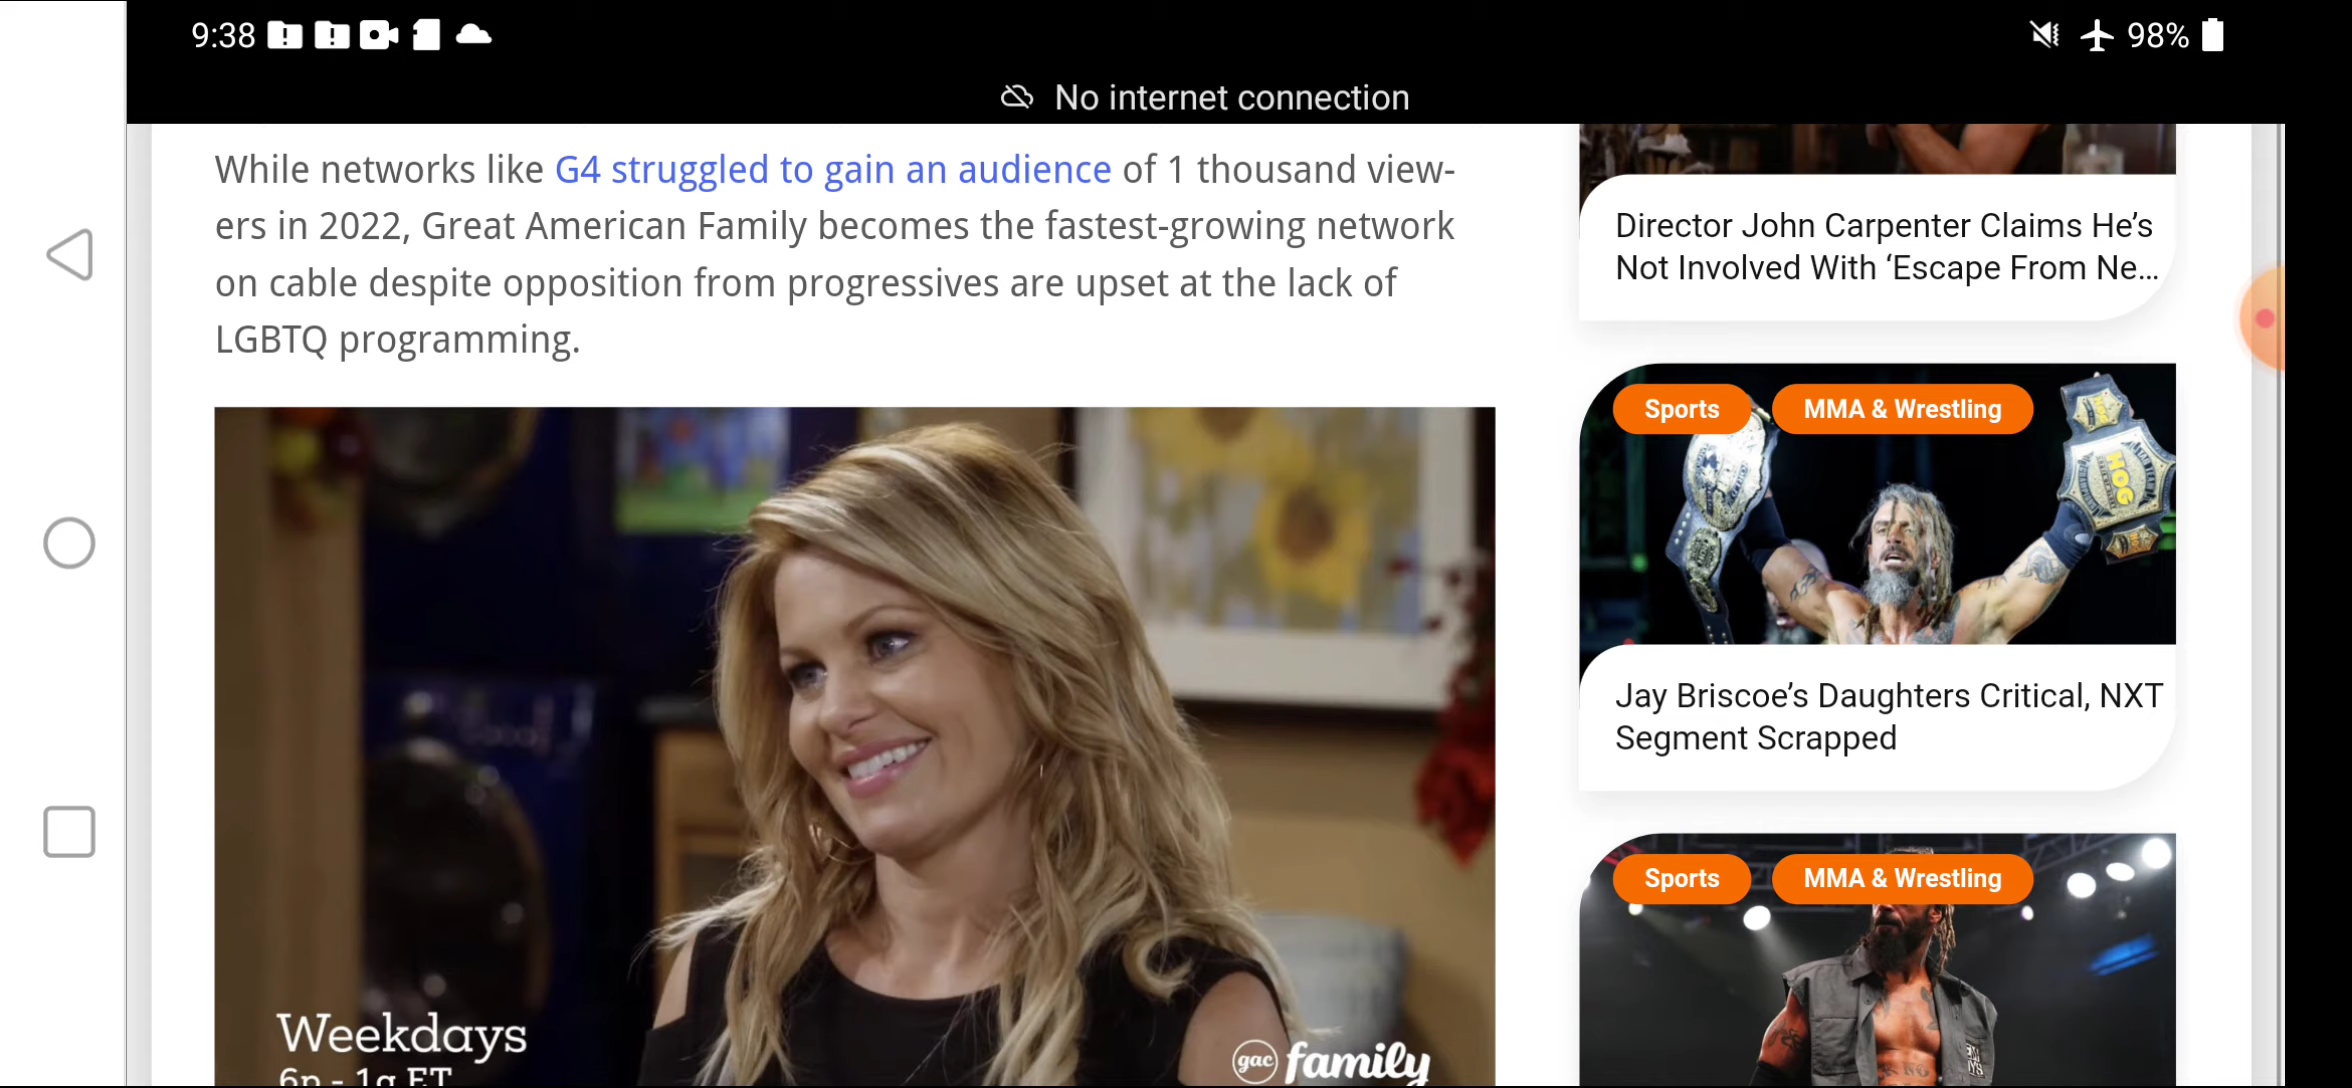 9:38
98%
No internet connection
While networks like G4 struggled to gain an audience of 1 thousand view-
ers in 2022, Great American Family becomes the fastest-growing network
on cable despite opposition from progressives are upset at the lack of
LGBTQ programming.
Weekdays
gac family
Director John Carpenter Claims He’s
Not Involved With ‘Escape From Ne...
Sports
MMA & Wrestling
HOG
Jay Briscoe’s Daughters Critical, NXT
Segment Scrapped
Sports
MMA & Wrestling